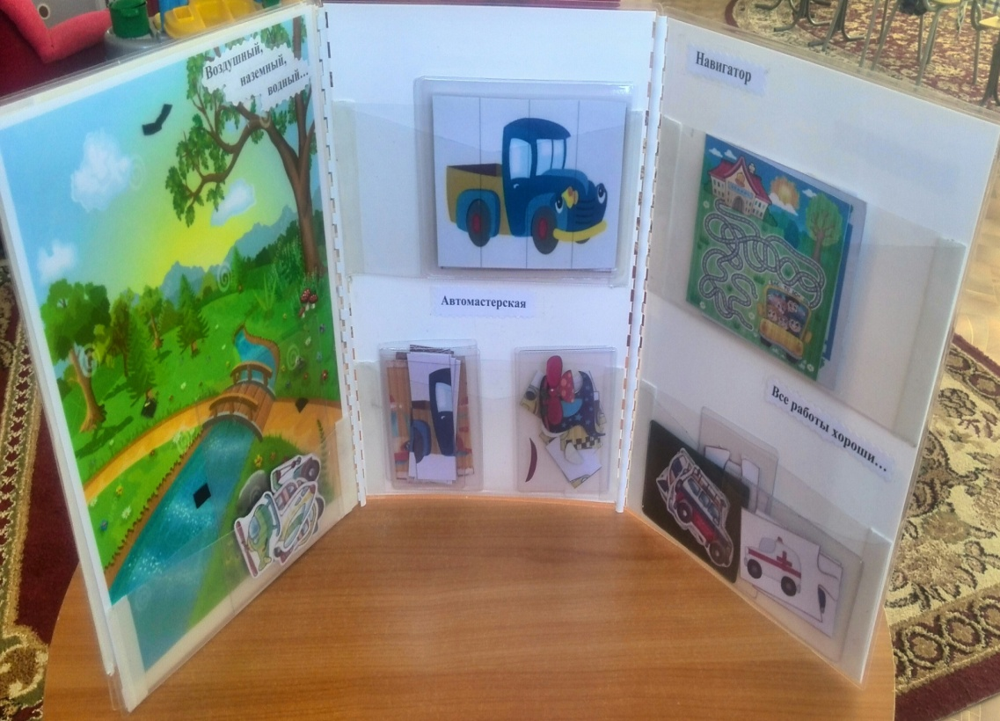 Воздушный,
наземный,
водный...
Автомастерская
Навигатор
Все работы хороши...